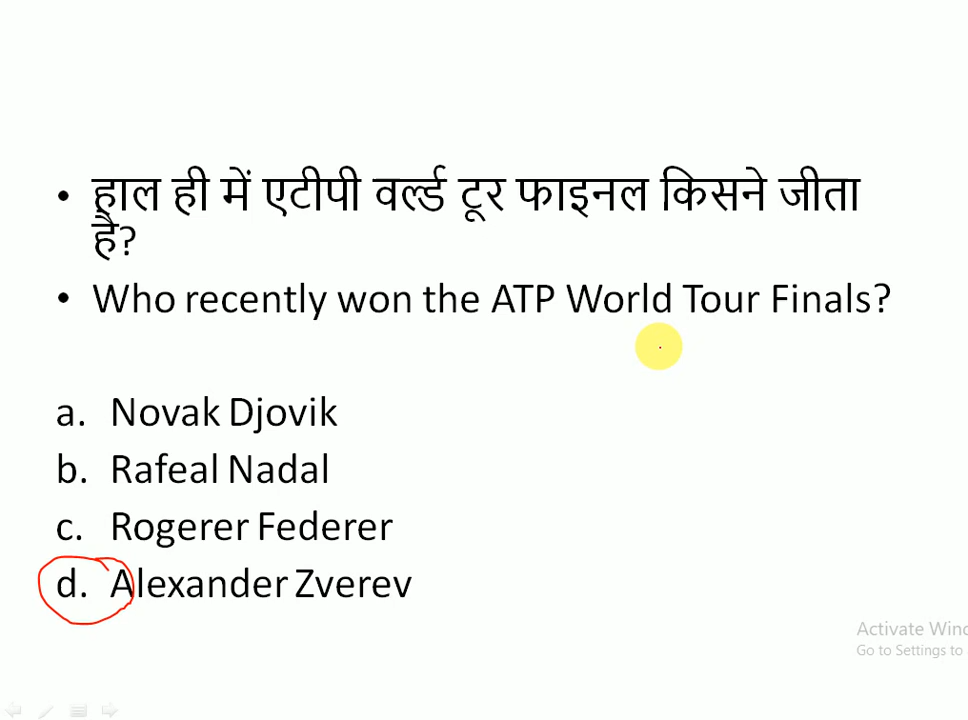 • हाल ही में एटीपी वर्ल्ड टूर फाइनल किसने जीता
है?
• Who recently won the ATP World Tour Finals?
a. Novak Djovik
b. Rafeal Nadal
c. Rogerer Federer
d. Alexander Zverev
Activate Wind
Go to Settings to